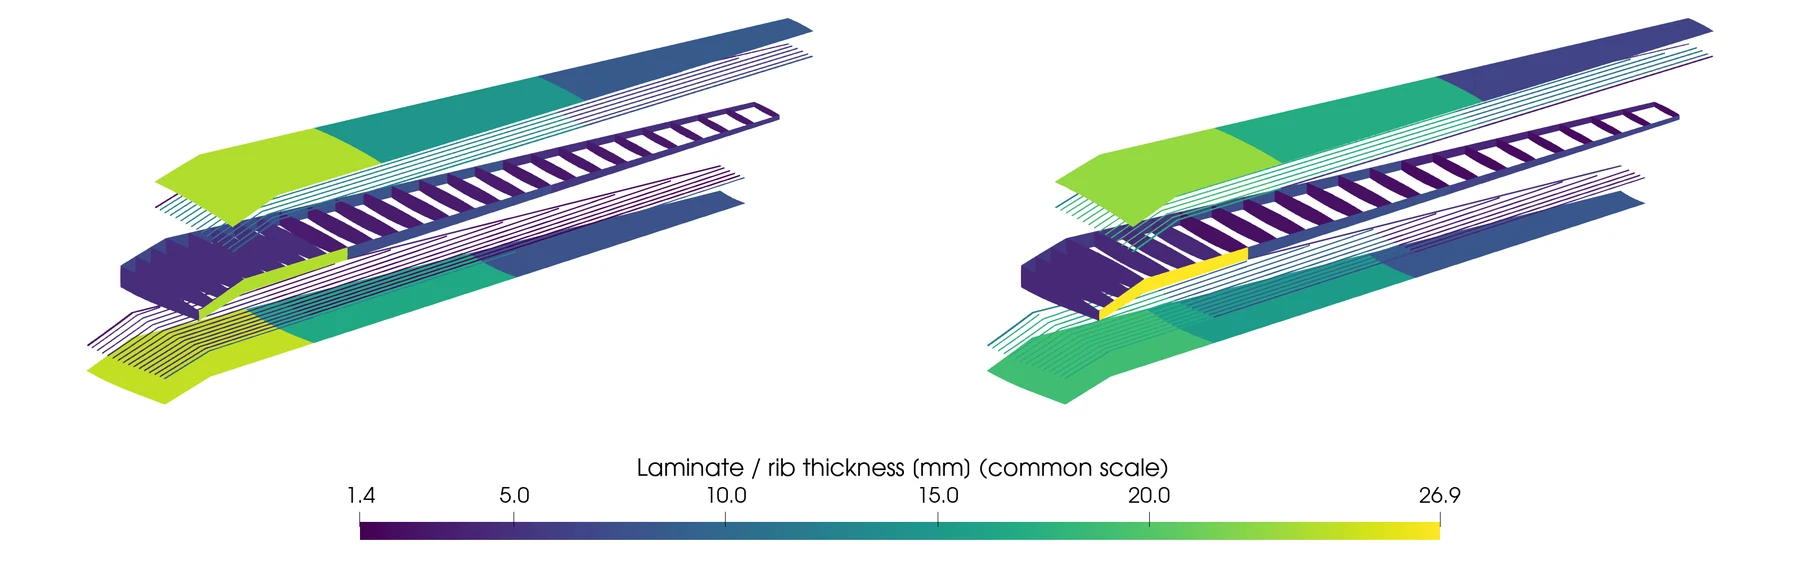 Laminate / rib thickness (mm) (common scale)
1.4 5.0 10.0 15.0 20.0 26.9